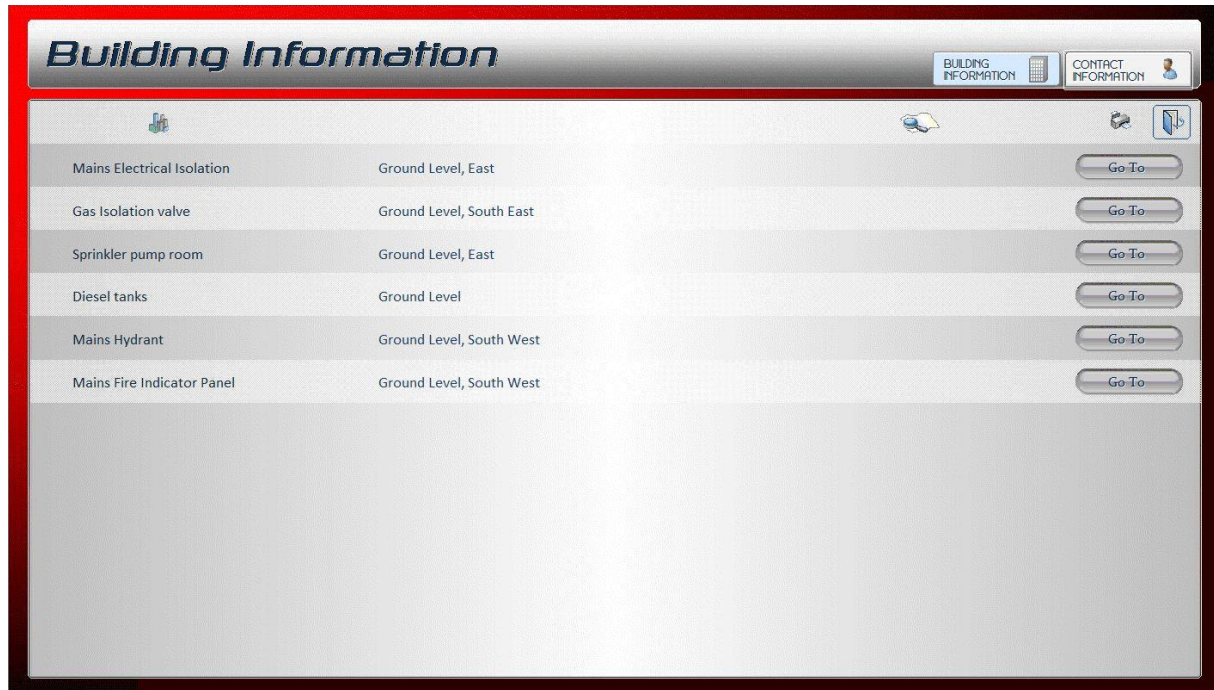 Building Information
BUILDING
INFORMATION
CONTACT
INFORMATION
Mains Electrical Isolation Ground Level, East Go To
Gas Isolation valve Ground Level, South East Go To
Sprinkler pump room Ground Level, East Go To
Diesel tanks Ground Level Go To
Mains Hydrant Ground Level, South West Go To
Mains Fire Indicator Panel Ground Level, South West Go To